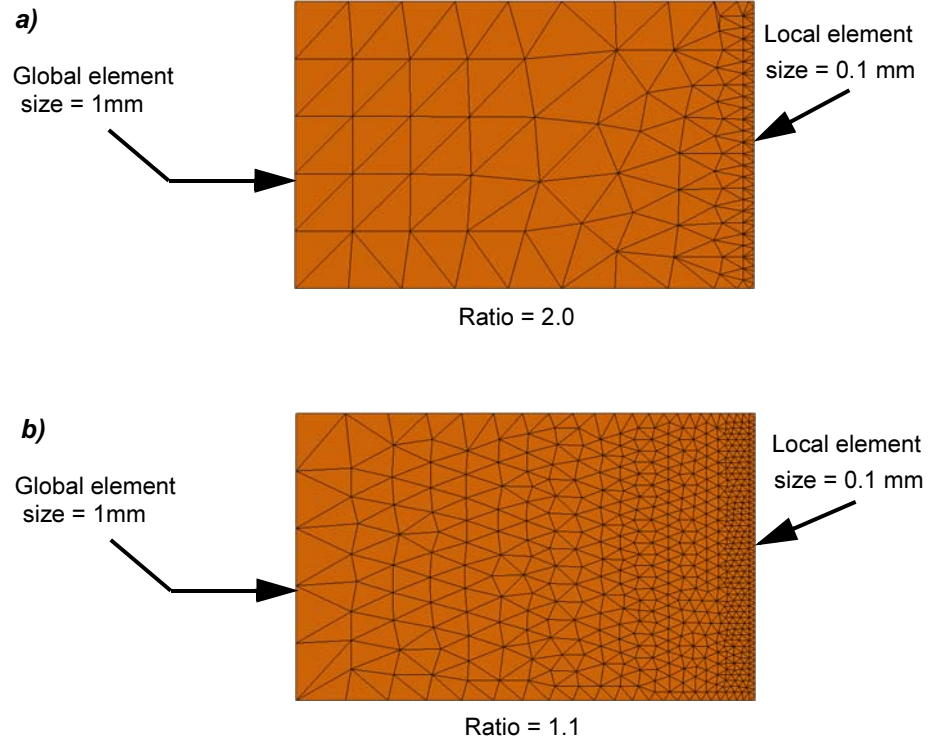 a)
Global element
size = 1mm
Local element
size = 0.1 mm
Ratio = 2.0
b)
Global element
size = 1mm
Local element
size = 0.1 mm
Ratio = 1.1